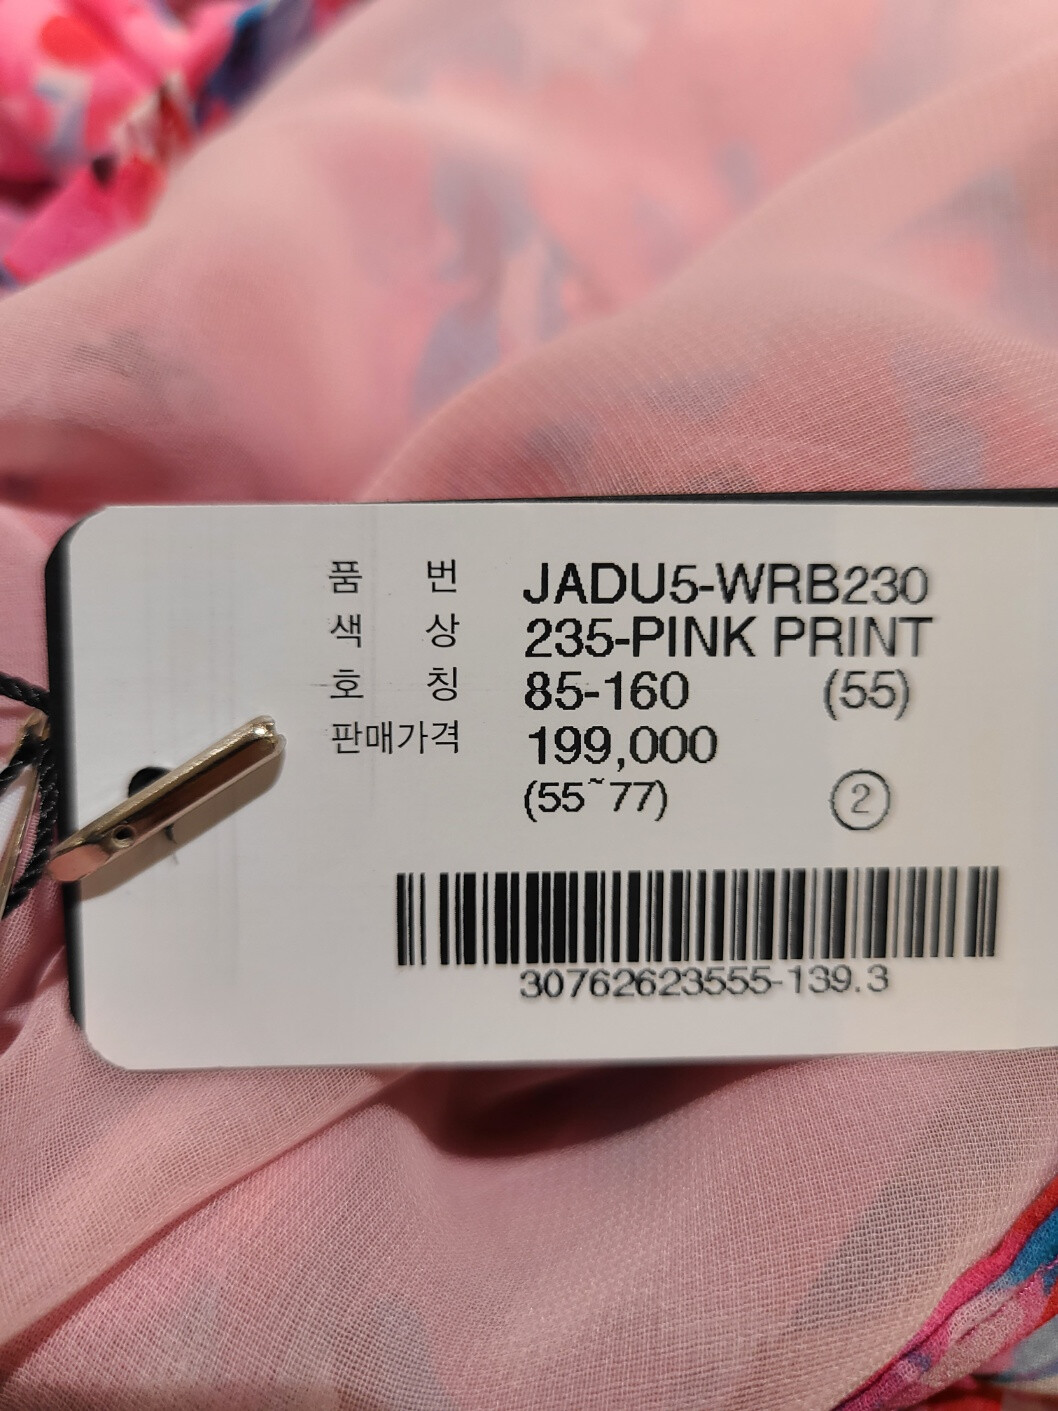 품 번 JADU5-WRB230
색 상 235-PINK PRINT
호 칭 85-160 (55)
판매가격 199,000
(55~77) 2
30762623555-139.3